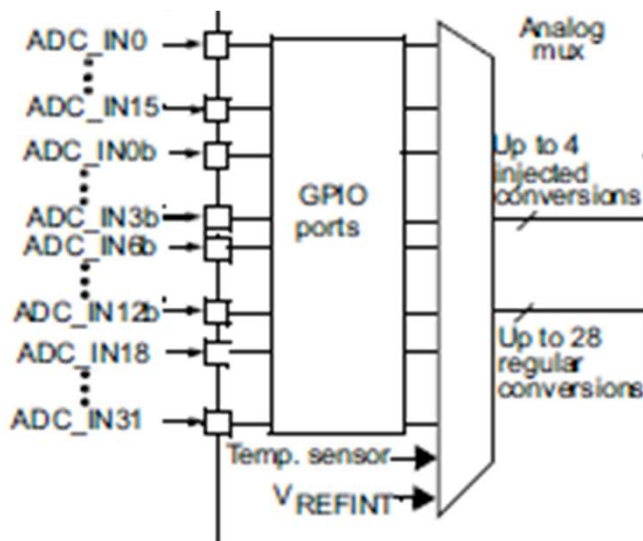 ADC_IN0
ADC_IN15
ADC_IN0b
ADC_IN3b
ADC_IN6b
ADC_IN12b
ADC_IN18
ADC_IN31
GPIO
ports
Temp. sensor
VREFINT
Analog
mux
Up to 4
injected
conversions
Up to 28
regular
conversions